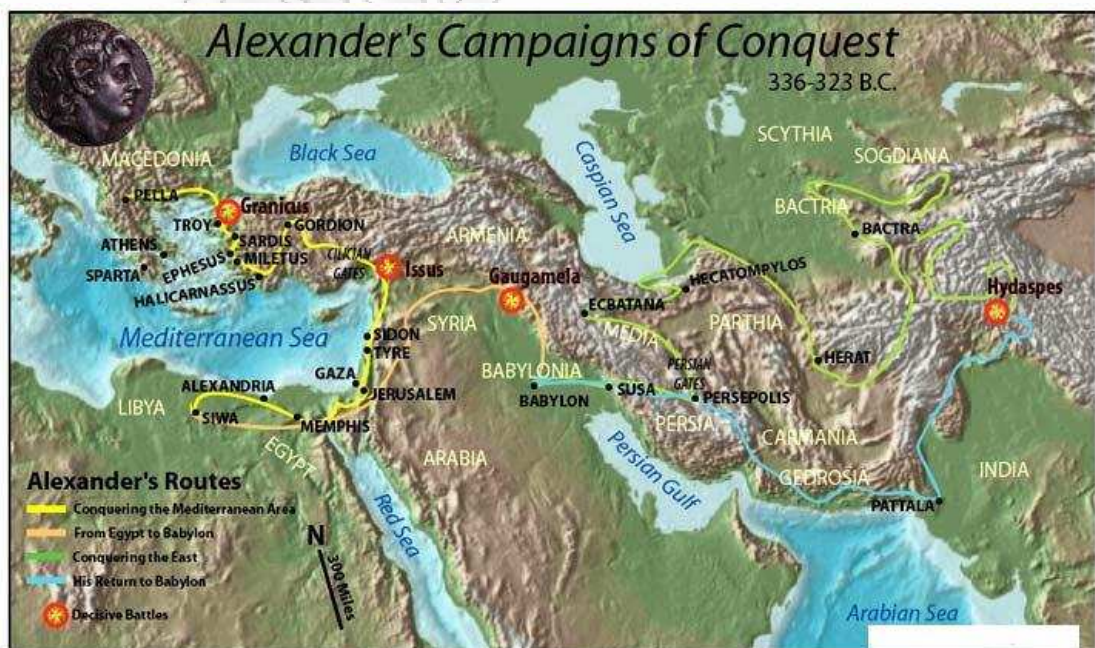 Alexander's Campaigns of Conquest
336-323 B.C.
SCYTHIA
SOGDIANA
MACEDONIA
Black Sea
Caspian Sea
BACTRIA
PELLA
Granicus
TROY
GORDION
ARMENIA
BACTRA
ATHENS
SARDIS
MILETUS
EPHESUS
SPARTA
CILICIAN
GATES
Issus
HALICARNASSUS
Gaugamela
HECATOMPYLOS
Hydaspes
ECBATANA
Mediterranean Sea
SYRIA
MEDIA
PARTHIA
SIDON
TYRE
HERAT
GAZA
BABYLONIA
PERSIAN
GATES
ALEXANDRIA
JERUSALEM
BABYLON
SUSA
PERSEPOLIS
LIBYA
SIWA
MEMPHIS
PERSIA
CARMANIA
EGYPT
ARABIA
Persian Gulf
GEDROSIA
INDIA
PATTALA
Red Sea
Arabian Sea
Alexander's Routes
Conquering the Mediterranean Area
From Egypt to Babylon
Conquering the East
His Return to Babylon
Decisive Battles
N
300 Miles